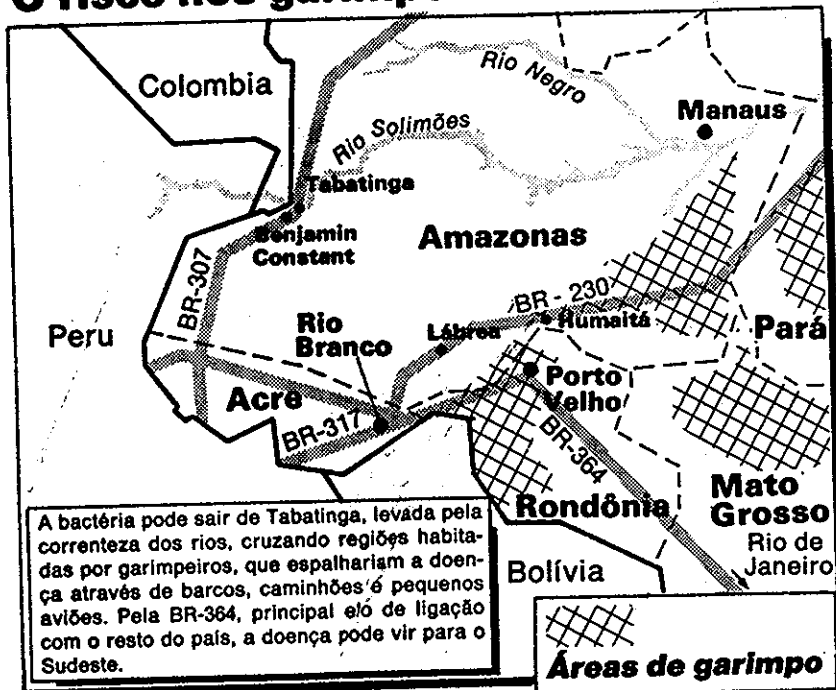 O risco nos garimpo
Colombia
Rio Negro
Manaus
Rio Solimões
Tabatinga
Benjamin
Constant
Amazonas
BR-307
BR - 230
Peru
Rio
Branco
Lábrea
Humaitá
Pará
Acre
Porto
Velho
BR-317
BR-364
Rondônia
Mato
Grosso
Rio de
Janeiro
Bolívia
A bactéria pode sair de Tabatinga, levada pela
correnteza dos rios, cruzando regiões habita-
das por garimpeiros, que espalhariam a doen-
ça através de barcos, caminhões é pequenos
aviões. Pela BR-364, principal elo de ligação
com o resto do país, a doença pode vir para o
Sudeste.
Áreas de garimpo